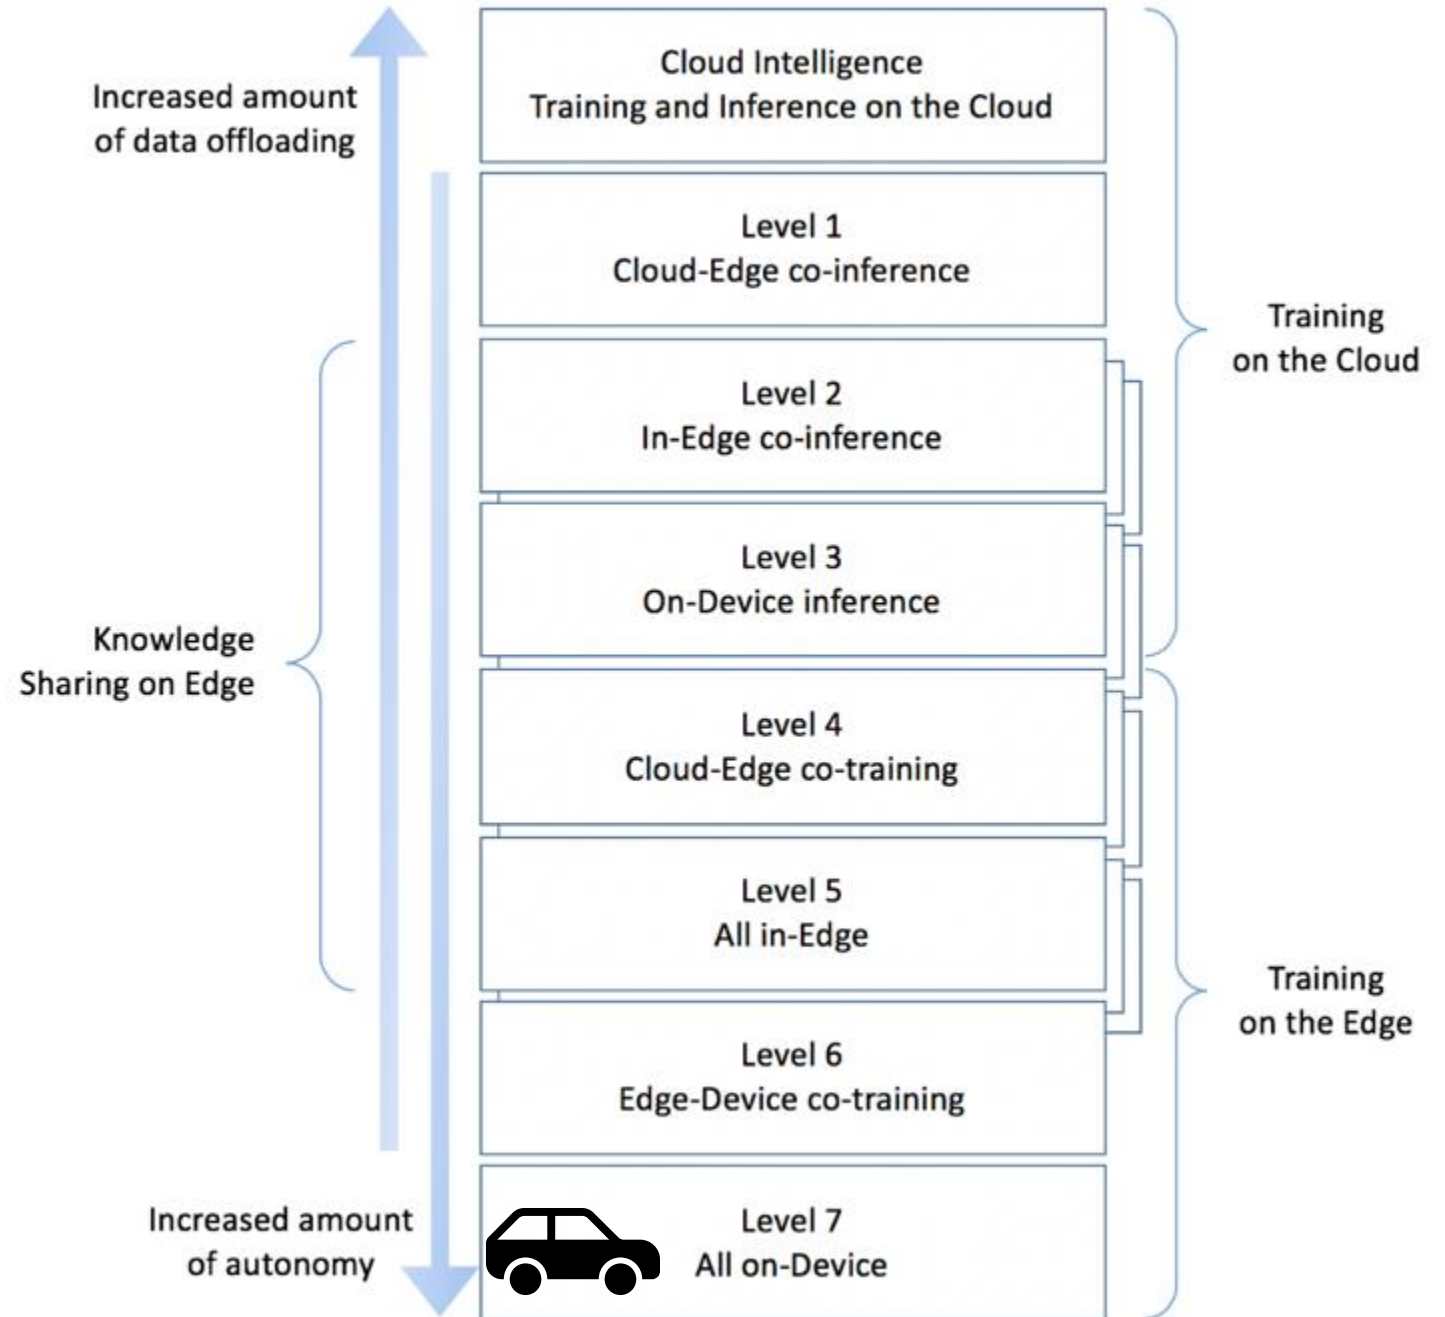 Cloud Intelligence
Training and Inference on the Cloud
Increased amount
of data offloading
Level 1
Cloud-Edge co-inference
Training
on the Cloud
Level 2
In-Edge co-inference
Level 3
On-Device inference
Knowledge
Sharing on Edge
Level 4
Cloud-Edge co-training
Level 5
All in-Edge
Training
on the Edge
Level 6
Edge-Device co-training
Increased amount
of autonomy
Level 7
All on-Device